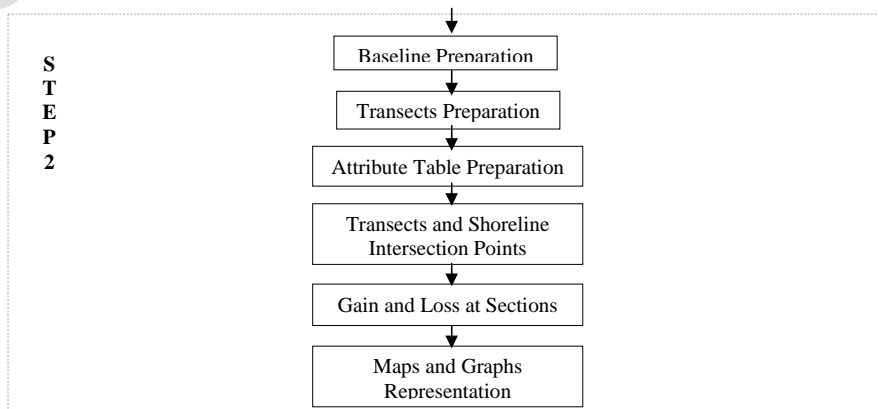 S
T
E
P
2
Baseline Preparation
Transects Preparation
Attribute Table Preparation
Transects and Shoreline
Intersection Points
Gain and Loss at Sections
Maps and Graphs
Representation